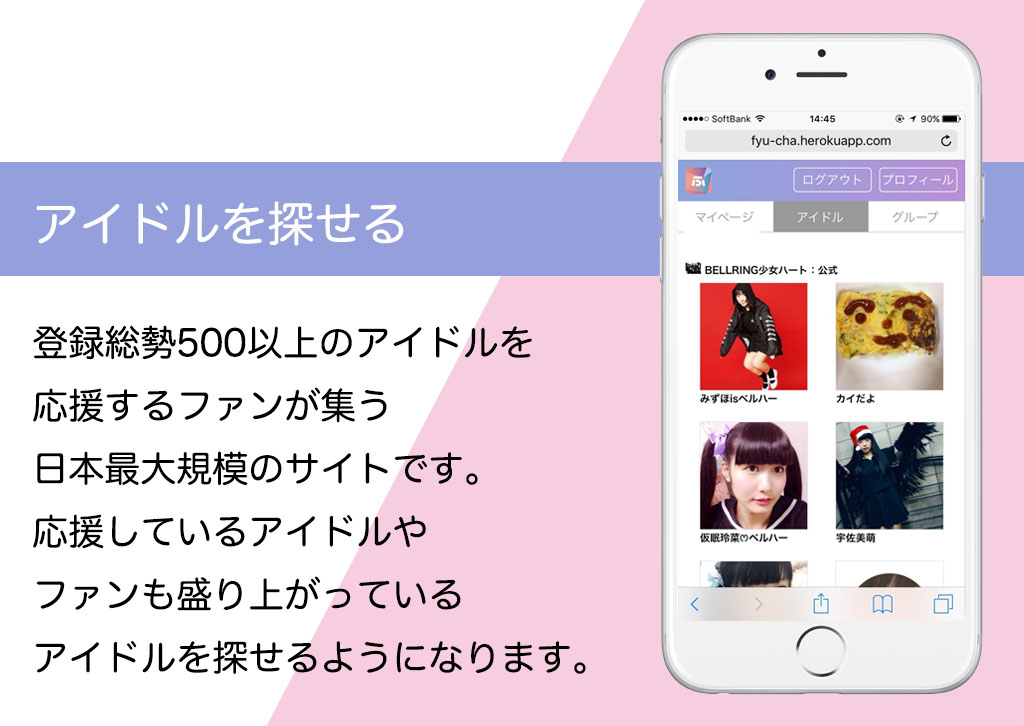 アイドルを探せる
登録総勢500以上のアイドルを
応援するファンが集う
日本最大規模のサイトです。
応援しているアイドルや
ファンも盛り上がっている
アイドルを探せるようになります。
SoftBank 14:45 90%
fyu-cha.herokuapp.com
ログアウト プロフィール
マイページ アイドル グループ
BELLRING少女ハート：公式
みずほisベルハー カイだよ
仮眠玲菜ღベルハー 宇佐美萌